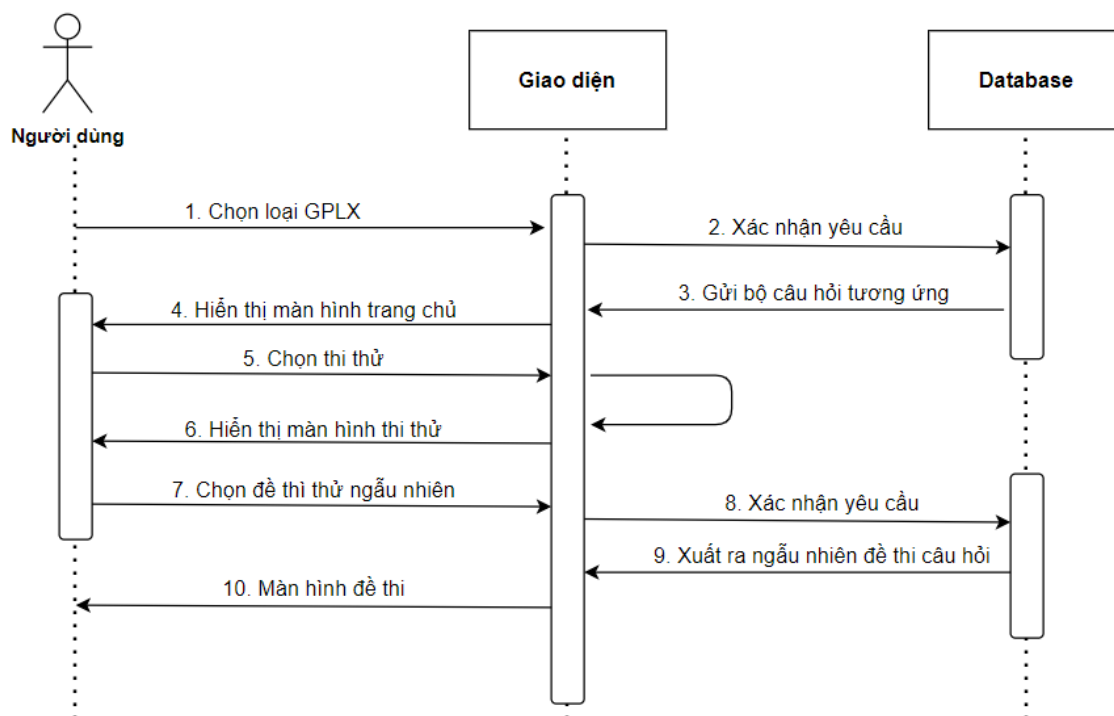 Người dùng
Giao diện
Database
1. Chọn loại GPLX
2. Xác nhận yêu cầu
3. Gửi bộ câu hỏi tương ứng
4. Hiển thị màn hình trang chủ
5. Chọn thi thử
6. Hiển thị màn hình thi thử
7. Chọn đề thì thử ngẫu nhiên
8. Xác nhận yêu cầu
9. Xuất ra ngẫu nhiên đề thi câu hỏi
10. Màn hình đề thi